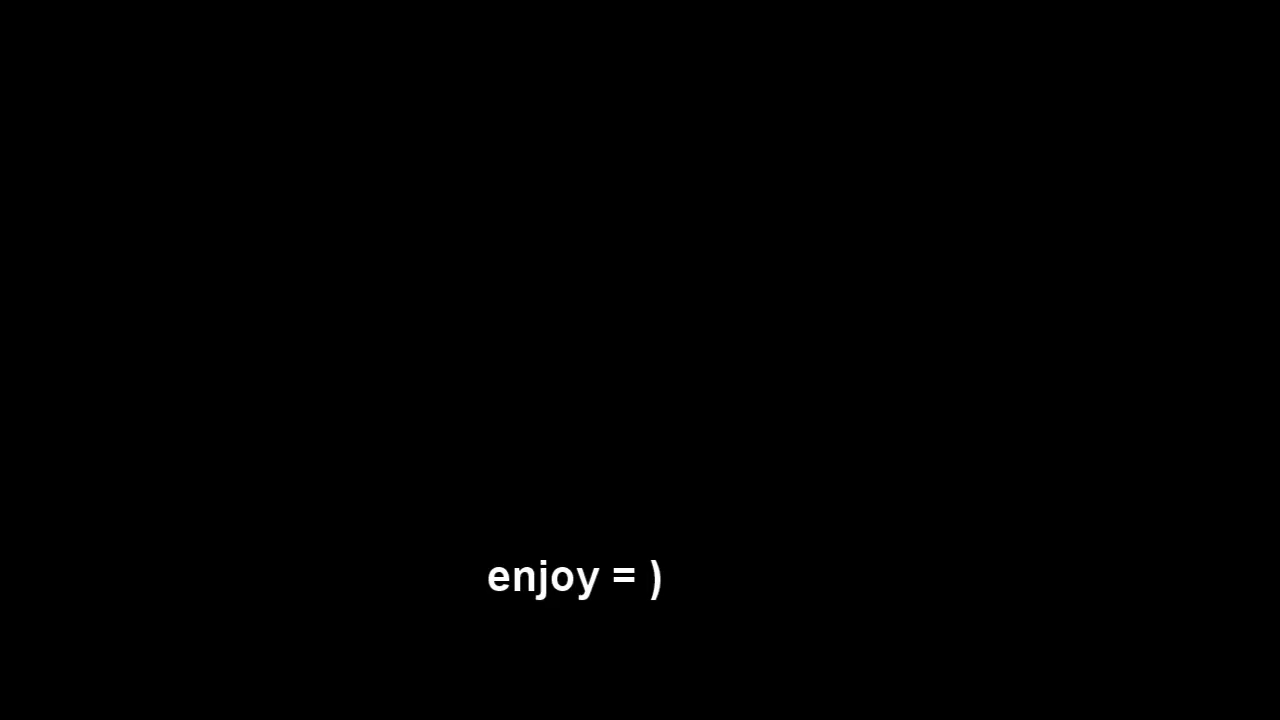 enjoy = )